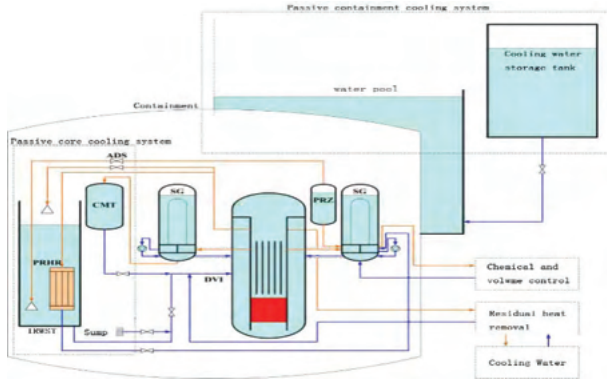 Passive containment cooling system
Cooling water
storage tank
water pool
Containment
Passive core cooling system
ADS
SG
PRZ
SG
CMT
PRHR
DVI
Chemical and
volume control
IRWST
Sump
Residual heat
removal
Cooling Water